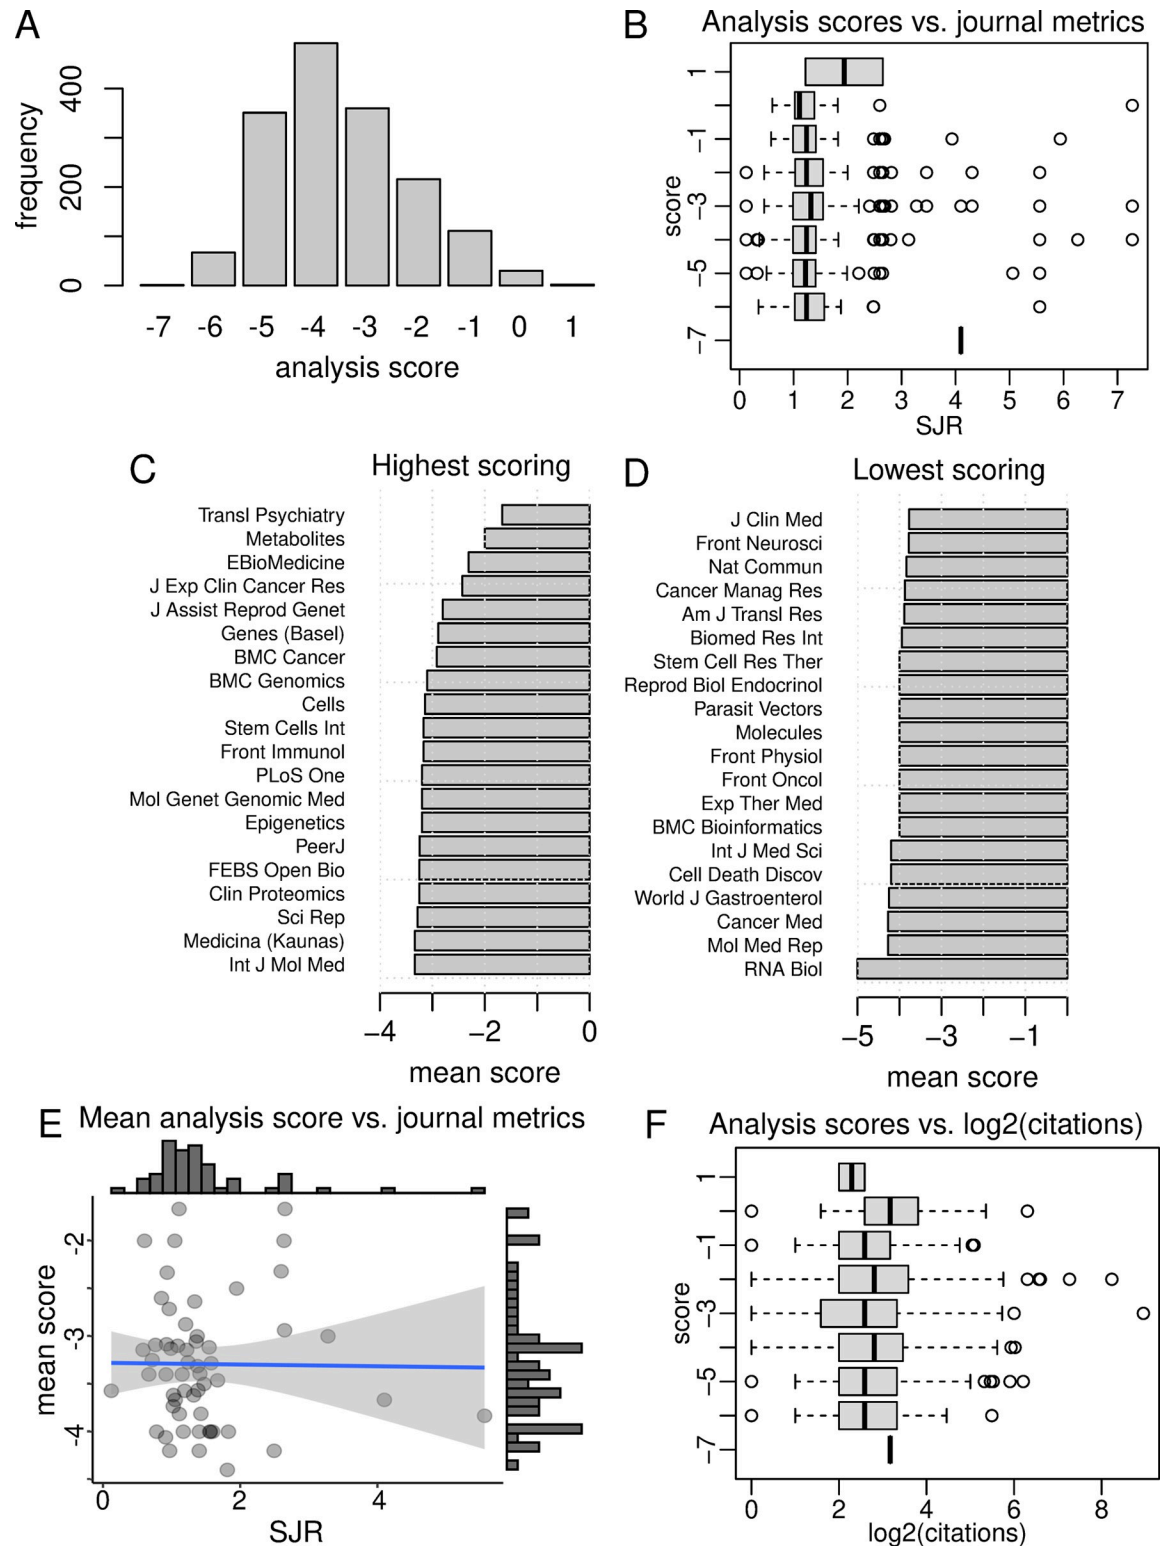 A
frequency
0
200
400
-7 -6 -5 -4 -3 -2 -1 0 1
analysis score
B
Analysis scores vs. journal metrics
score
1
−1
−3
−5
−7
0 1 2 3 4 5 6 7
SJR
C
Highest scoring
Transl Psychiatry
Metabolites
EBioMedicine
J Exp Clin Cancer Res
J Assist Reprod Genet
Genes (Basel)
BMC Cancer
BMC Genomics
Cells
Stem Cells Int
Front Immunol
PLoS One
Mol Genet Genomic Med
Epigenetics
PeerJ
FEBS Open Bio
Clin Proteomics
Sci Rep
Medicina (Kaunas)
Int J Mol Med
−4 −2 0
mean score
D
Lowest scoring
J Clin Med
Front Neurosci
Nat Commun
Cancer Manag Res
Am J Transl Res
Biomed Res Int
Stem Cell Res Ther
Reprod Biol Endocrinol
Parasit Vectors
Molecules
Front Physiol
Front Oncol
Exp Ther Med
BMC Bioinformatics
Int J Med Sci
Cell Death Discov
World J Gastroenterol
Cancer Med
Mol Med Rep
RNA Biol
−5 −3 −1
mean score
E
Mean analysis score vs. journal metrics
mean score
-2
-3
-4
0 2 4
SJR
F
Analysis scores vs. log2(citations)
score
1
−1
−3
−5
−7
0 2 4 6 8
log2(citations)